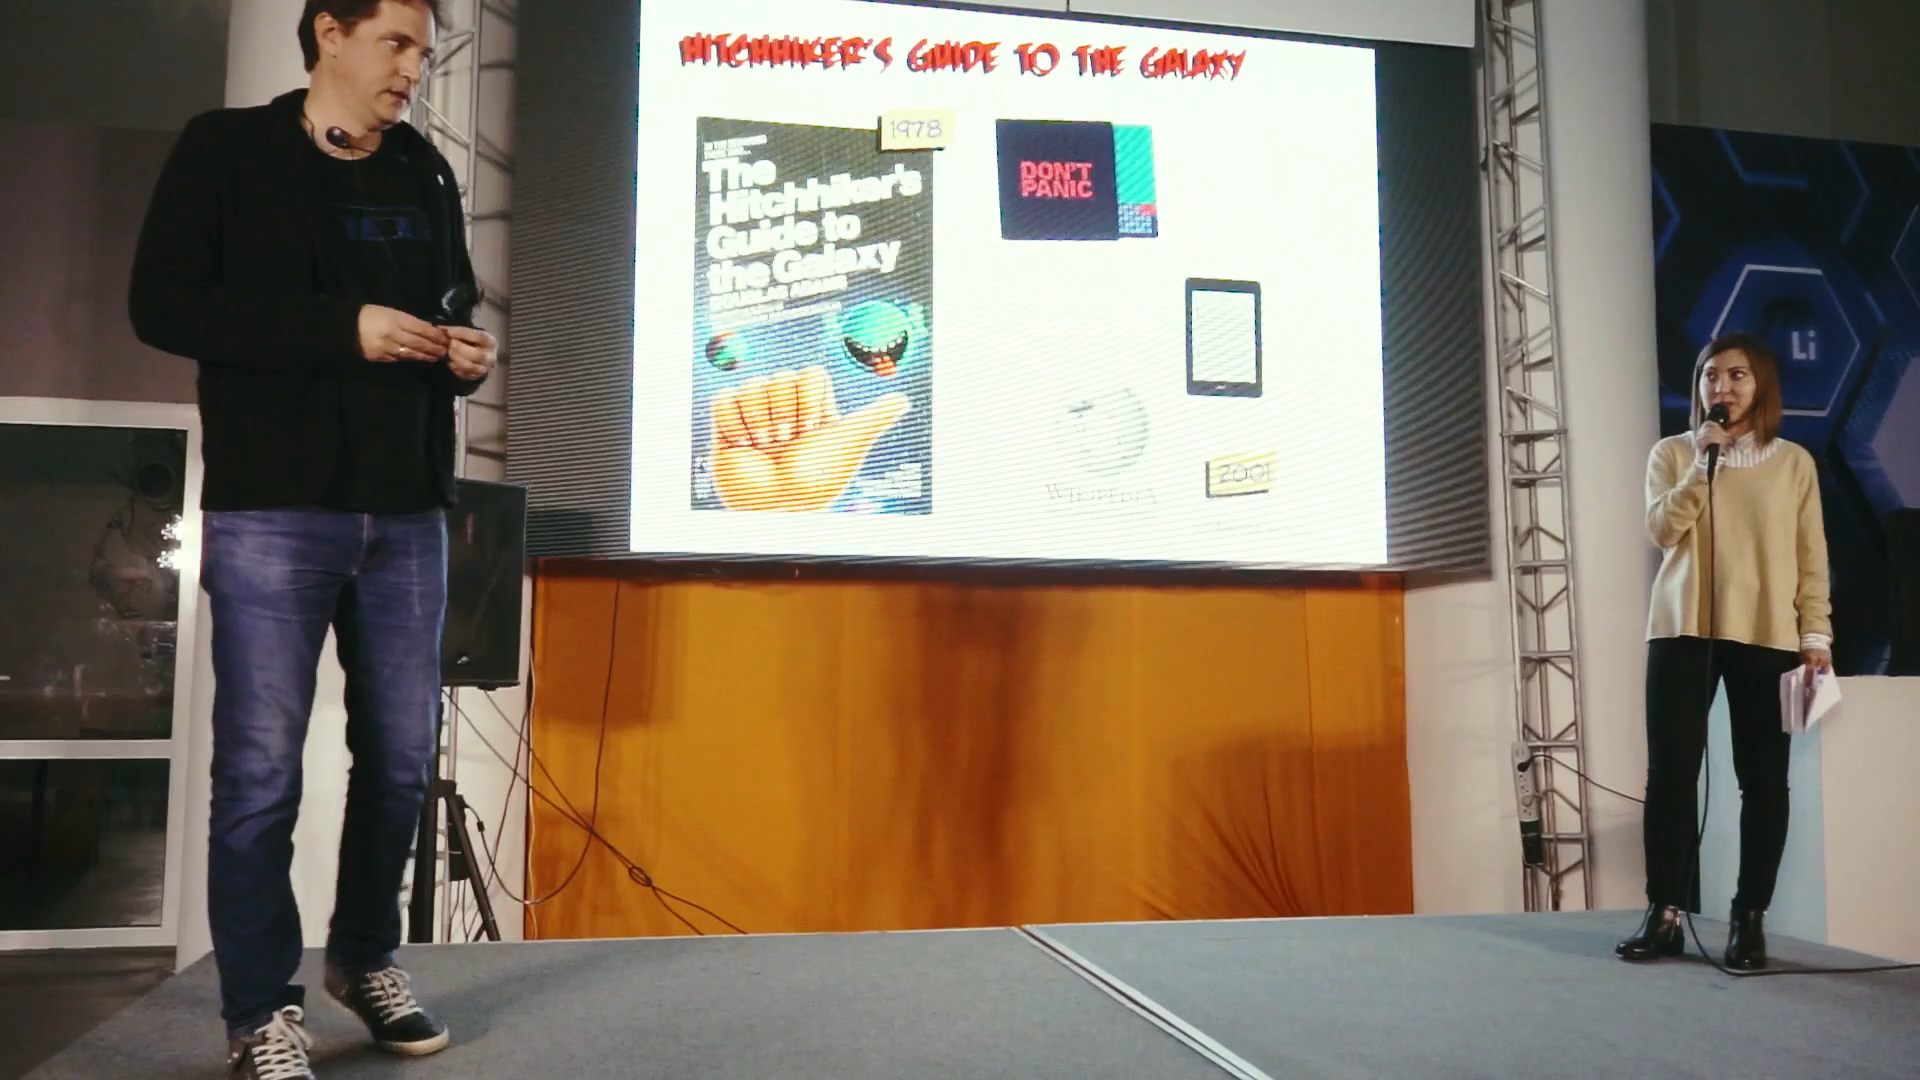 HITCHHIKER'S GUIDE TO THE GALAXY
1978
The
Hitchhiker's
Guide to
the Galaxy
DOUGLAS ADAMS
DON'T
PANIC
WIKIPEDIA
2001
Li